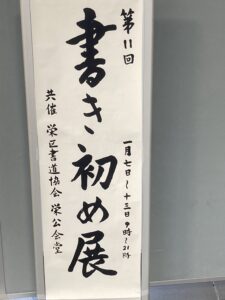 第11回
書き初め展
一月七日～十三日 9時～21時
共催 栄区書道協会 栄公会堂